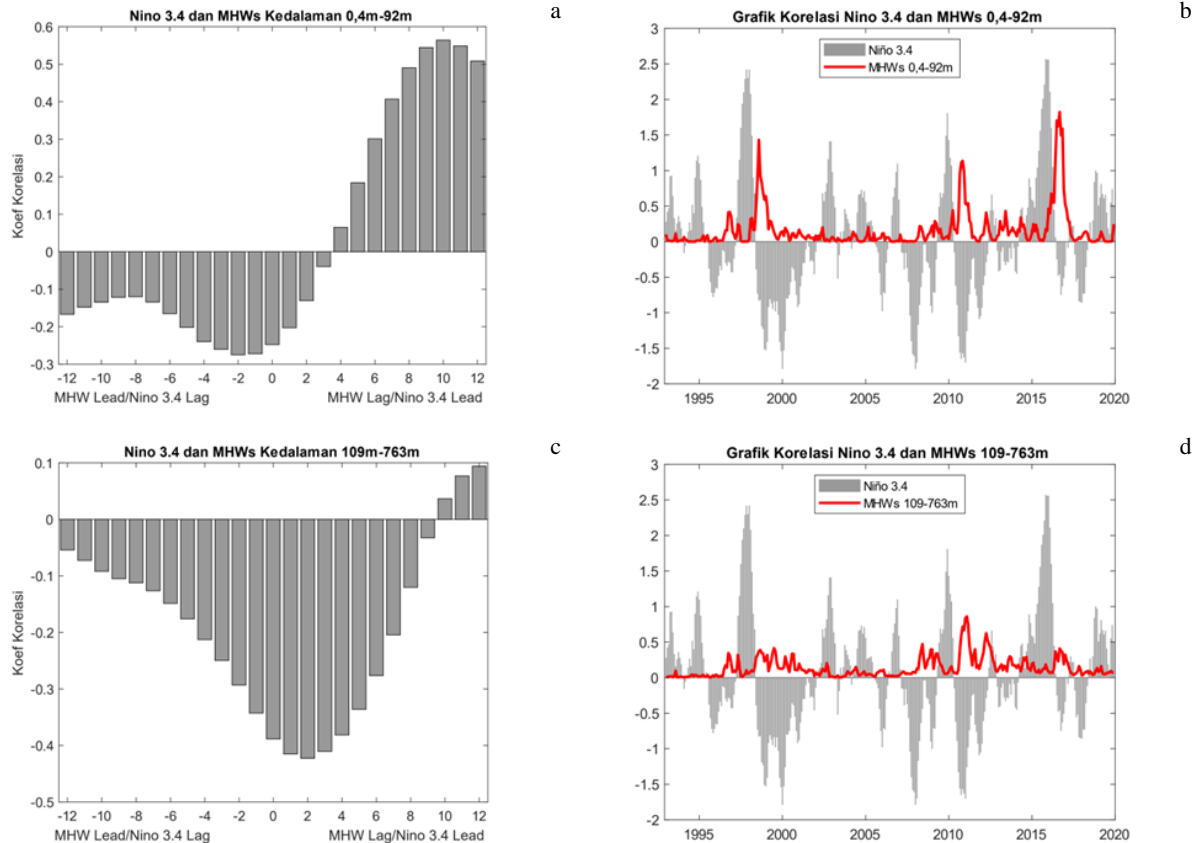 Nino 3.4 dan MHWs Kedalaman 0,4m-92m
a
0.6
0.5
0.4
0.3
0.2
0.1
0
-0.1
-0.2
-0.3
Koef Korelasi
-12 -10 -8 -6 -4 -2 0 2 4 6 8 10 12
MHW Lead/Nino 3.4 Lag MHW Lag/Nino 3.4 Lead
Grafik Korelasi Nino 3.4 dan MHWs 0,4-92m
b
Niño 3.4
MHWs 0,4-92m
3
2.5
2
1.5
1
0.5
0
-0.5
-1
-1.5
-2
1995 2000 2005 2010 2015 2020
Nino 3.4 dan MHWs Kedalaman 109m-763m
c
0.1
0
-0.1
-0.2
-0.3
-0.4
-0.5
Koef Korelasi
-12 -10 -8 -6 -4 -2 0 2 4 6 8 10 12
MHW Lead/Nino 3.4 Lag MHW Lag/Nino 3.4 Lead
Grafik Korelasi Nino 3.4 dan MHWs 109-763m
d
Niño 3.4
MHWs 109-763m
3
2.5
2
1.5
1
0.5
0
-0.5
-1
-1.5
-2
1995 2000 2005 2010 2015 2020